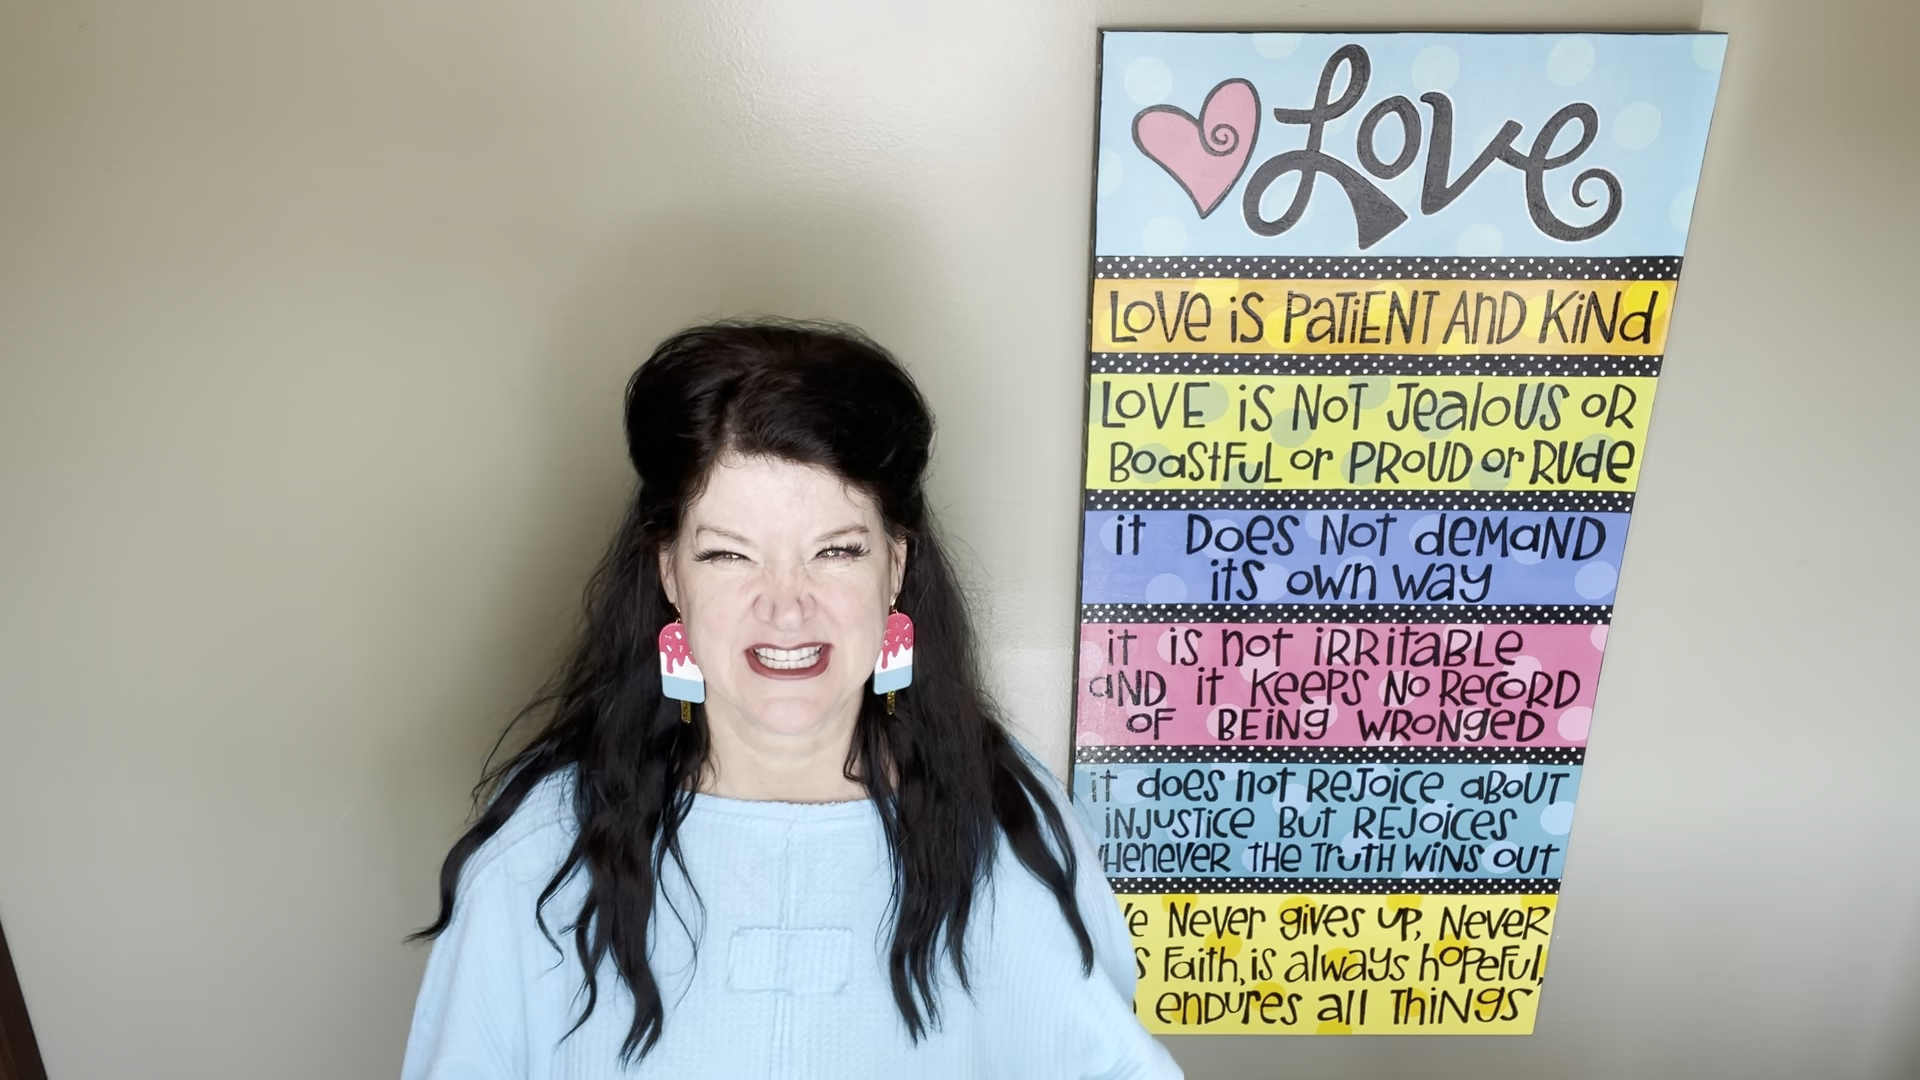 Love
LOVE iS PaTiENT AND KiNd
LOVE iS NoT JealoUS oR
BoaStFuL or PROUD or RUde
it Does Not deMaND
itS own way
it is not iRRitaBLe
aND it KeePS No ReCoRD
OF BEiNg WRoNgeD
it does not ReJoice aBOUT
iNJuStice But REJoiceS
WHenever THe TruTH WiNS ouT
Never giVeS uP, NeveR
Faith, is always hoPeFul,
enDuReS all THiNgS